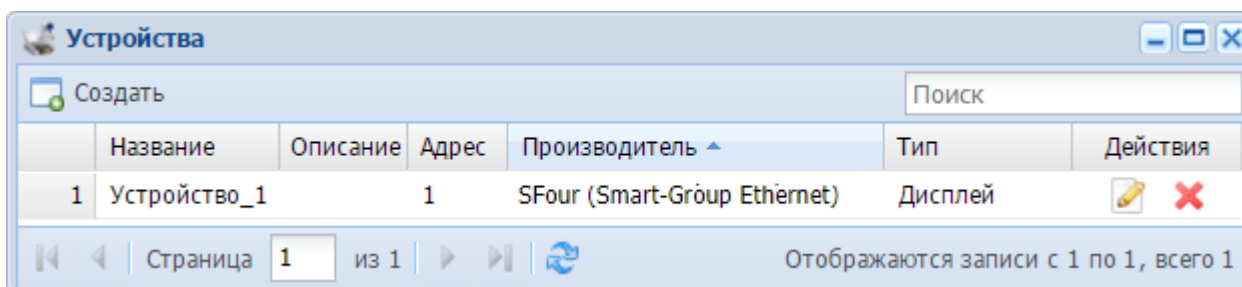 Устройства
Создать Поиск
Название Описание Адрес Производитель Тип Действия
1 Устройство_1 1 SFour (Smart-Group Ethernet) Дисплей
Страница 1 из 1 Отображаются записи с 1 по 1, всего 1